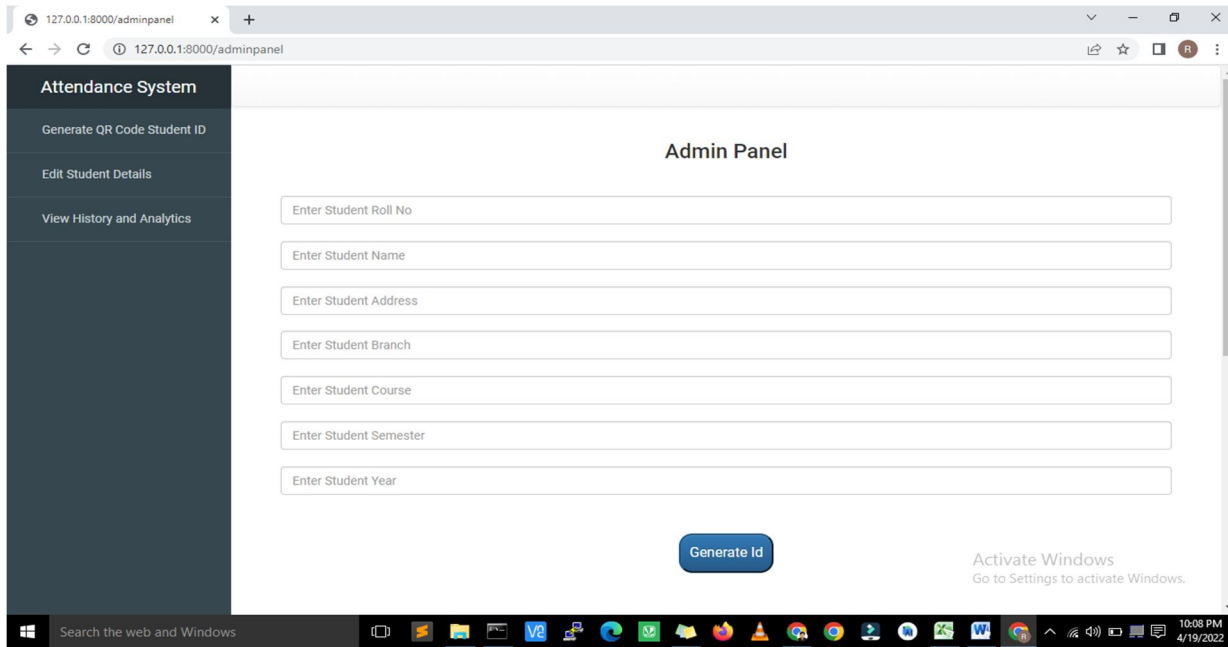 127.0.0.1:8000/adminpanel
127.0.0.1:8000/adminpanel
R
Attendance System
Generate QR Code Student ID
Edit Student Details
View History and Analytics
Admin Panel
Enter Student Roll No
Enter Student Name
Enter Student Address
Enter Student Branch
Enter Student Course
Enter Student Semester
Enter Student Year
Generate Id
Activate Windows
Go to Settings to activate Windows.
Search the web and Windows
10:08 PM
4/19/2022